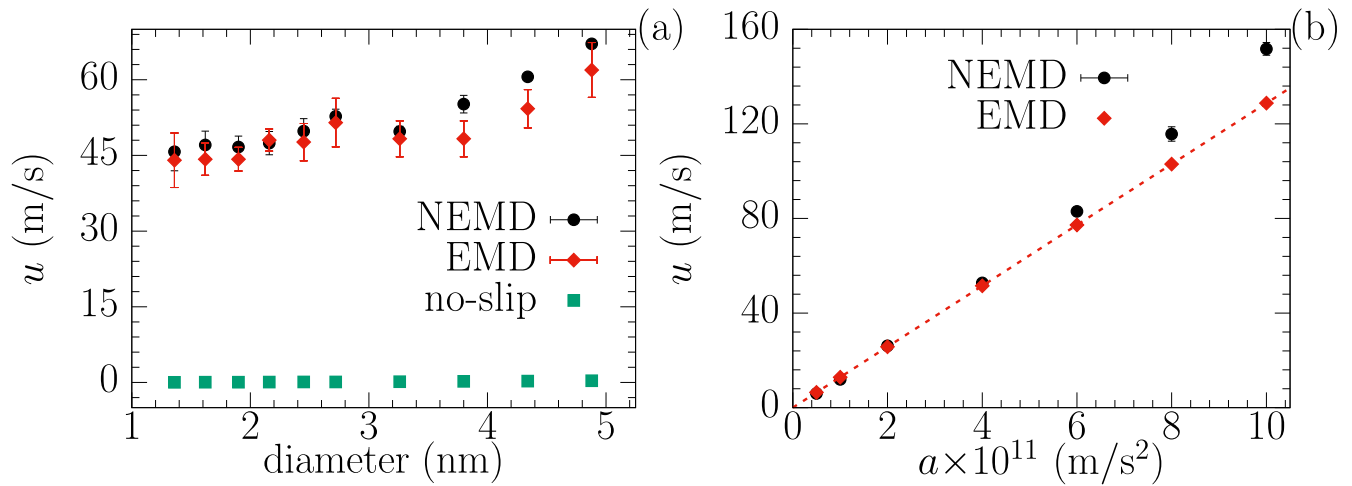 (a)
60
45
30
15
0
u (m/s)
NEMD
EMD
no-slip
1 2 3 4 5
diameter (nm)
(b)
160
120
80
40
0
u (m/s)
NEMD
EMD
0 2 4 6 8 10
a×10¹¹ (m/s²)